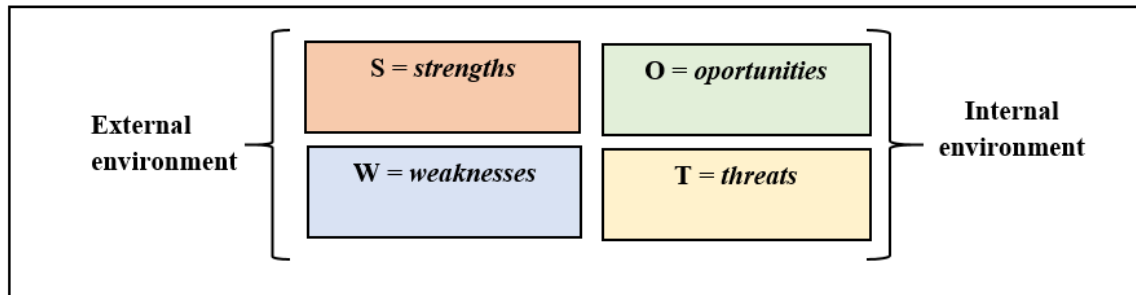 External
environment
S = strengths
W = weaknesses
O = oportunities
T = threats
Internal
environment